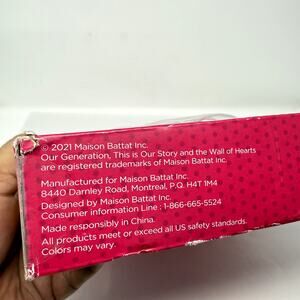 © 2021 Maison Battat Inc.
Our Generation, This is Our Story and the Wall of Hearts
are registered trademarks of Maison Battat Inc.
Manufactured for Maison Battat Inc.
8440 Darnley Road, Montreal, P.Q. H4T 1M4
Designed by Maison Battat Inc.
Consumer information Line : 1-866-665-5524
Made responsibly in China.
All products meet or exceed all US safety standards.
Colors may vary.